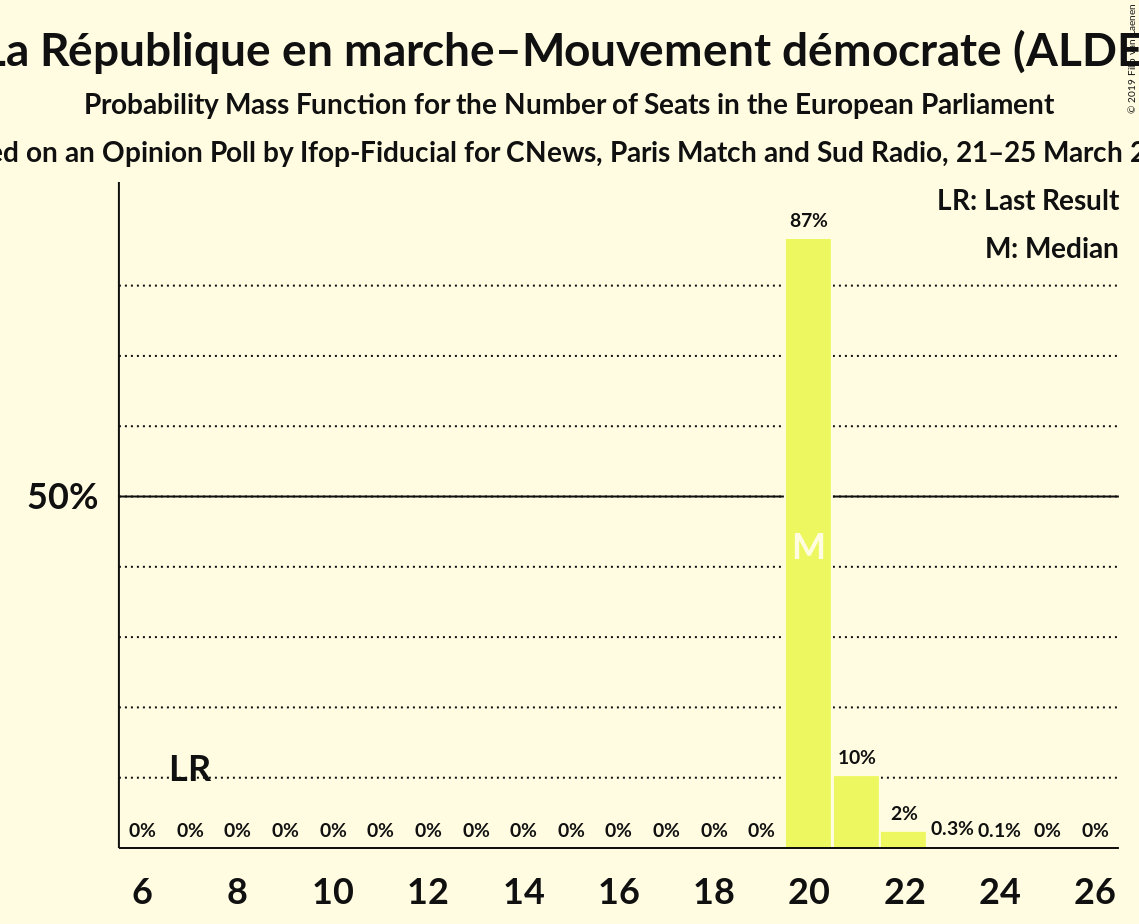 La République en marche–Mouvement démocrate (ALDE
Probability Mass Function for the Number of Seats in the European Parliament
on an Opinion Poll by Ifop-Fiducial for CNews, Paris Match and Sud Radio, 21–25 March
© 2019
LR: Last Result
M: Median
87%
50%
M
10%
LR
2%
0% 0% 0% 0% 0% 0% 0% 0% 0% 0% 0% 0% 0% 0% 0.3% 0.1% 0% 0%
6 8 10 12 14 16 18 20 22 24 26